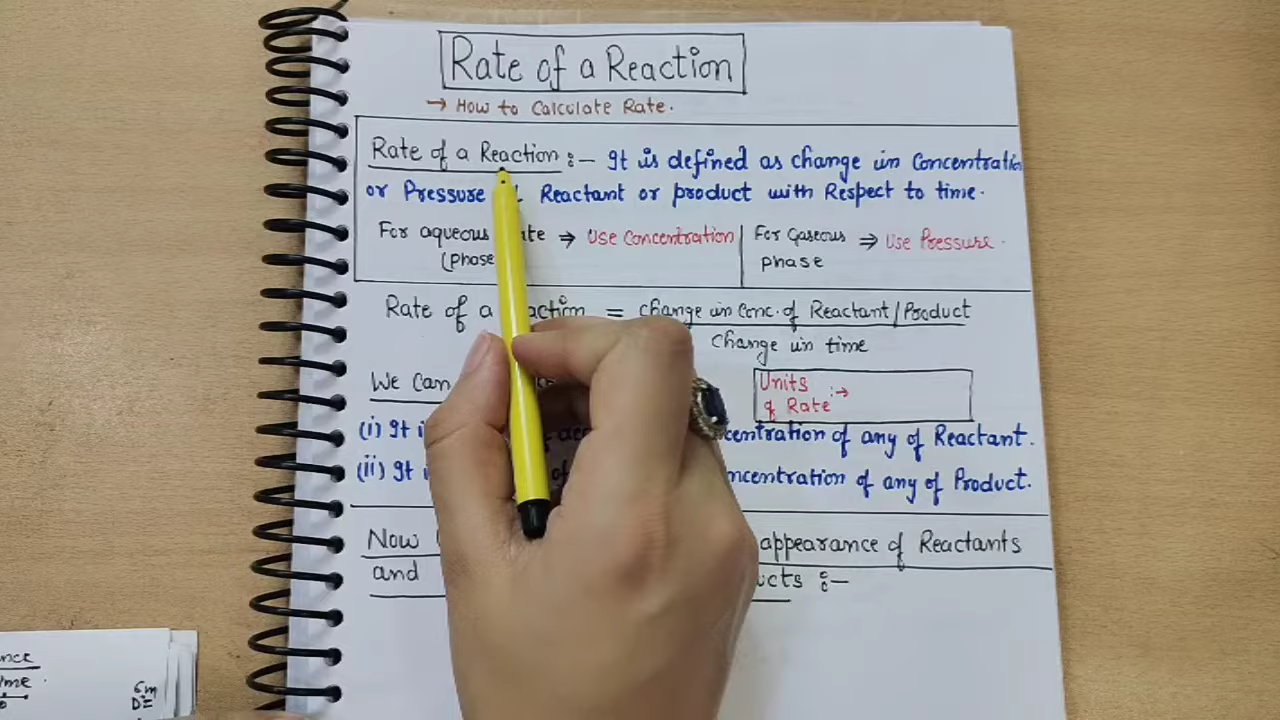 Rate of a Reaction
→ How to Calculate Rate.
Rate of a Reaction :- It is defined as change in Concentratio
or Pressure Reactant or product with Respect to time.
For aqueous ate ⇒ Use Concentration
(phase
For Gaseous ⇒ Use Pressure.
phase
Rate of a action = change in Conc. of Reactant/Product
Change in time
We Can
Units
of Rate :→
(i) It i centration of any of Reactant.
(ii) It i of ncentration of any of Product.
Now appearance of Reactants
and ucts :-
me.
6m
D=